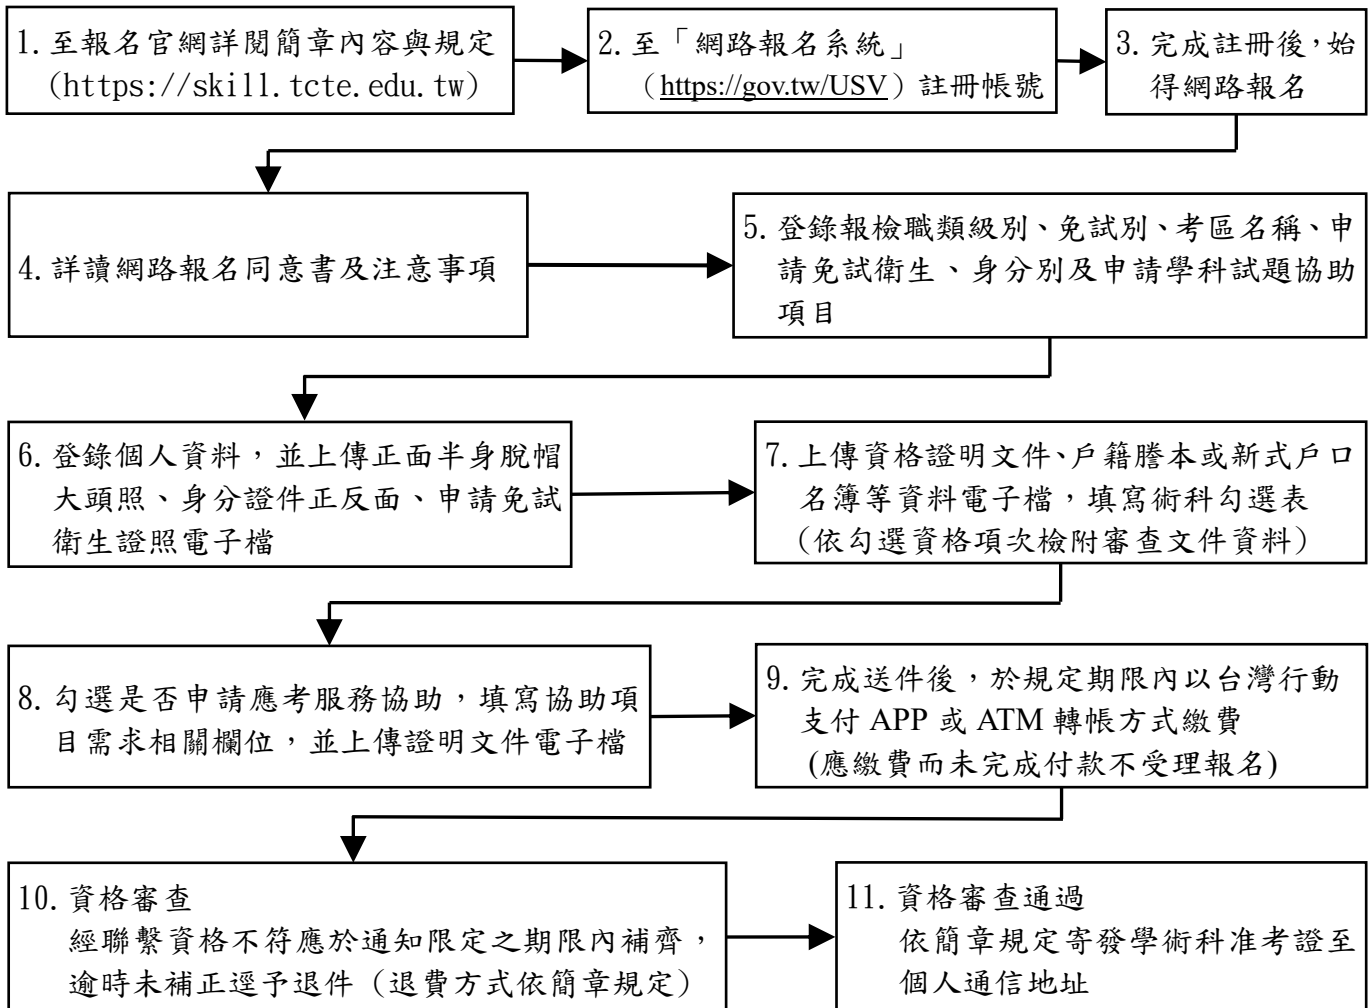 1. 至報名官網詳閱簡章內容與規定
(https://skill.tcte.edu.tw)
2. 至「網路報名系統」
（https://gov.tw/USV）註冊帳號
3. 完成註冊後，始
得網路報名
4. 詳讀網路報名同意書及注意事項
5. 登錄報檢職類級別、免試別、考區名稱、申
請免試衛生、身分別及申請學科試題協助
項目
6. 登錄個人資料，並上傳正面半身脫帽
大頭照、身分證件正反面、申請免試
衛生證照電子檔
7. 上傳資格證明文件、戶籍謄本或新式戶口
名簿等資料電子檔，填寫術科勾選表
（依勾選資格項次檢附審查文件資料）
8. 勾選是否申請應考服務協助，填寫協助項
目需求相關欄位，並上傳證明文件電子檔
9. 完成送件後，於規定期限內以台灣行動
支付 APP 或 ATM 轉帳方式繳費
(應繳費而未完成付款不受理報名)
10. 資格審查
經聯繫資格不符應於通知限定之期限內補齊，
逾時未補正逕予退件（退費方式依簡章規定）
11. 資格審查通過
依簡章規定寄發學術科准考證至
個人通信地址